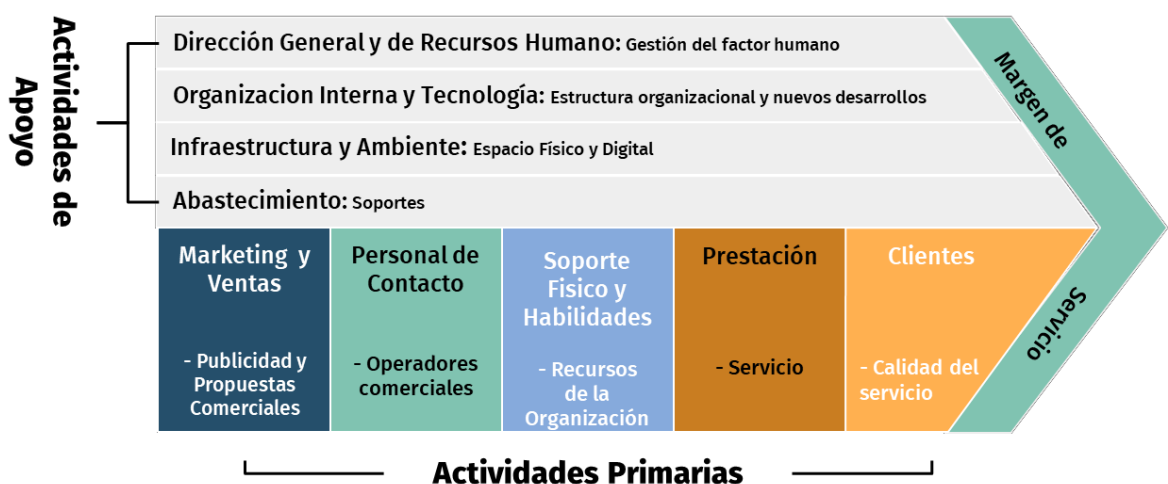 Actividades de
Apoyo
Dirección General y de Recursos Humano: Gestión del factor humano
Organizacion Interna y Tecnología: Estructura organizacional y nuevos desarrollos
Infraestructura y Ambiente: Espacio Físico y Digital
Abastecimiento: Soportes
Margen de
Servicio
Marketing y
Ventas
- Publicidad y
Propuestas
Comerciales
Personal de
Contacto
- Operadores
comerciales
Soporte
Fisico y
Habilidades
- Recursos
de la
Organización
Prestación
- Servicio
Clientes
- Calidad del
servicio
Actividades Primarias